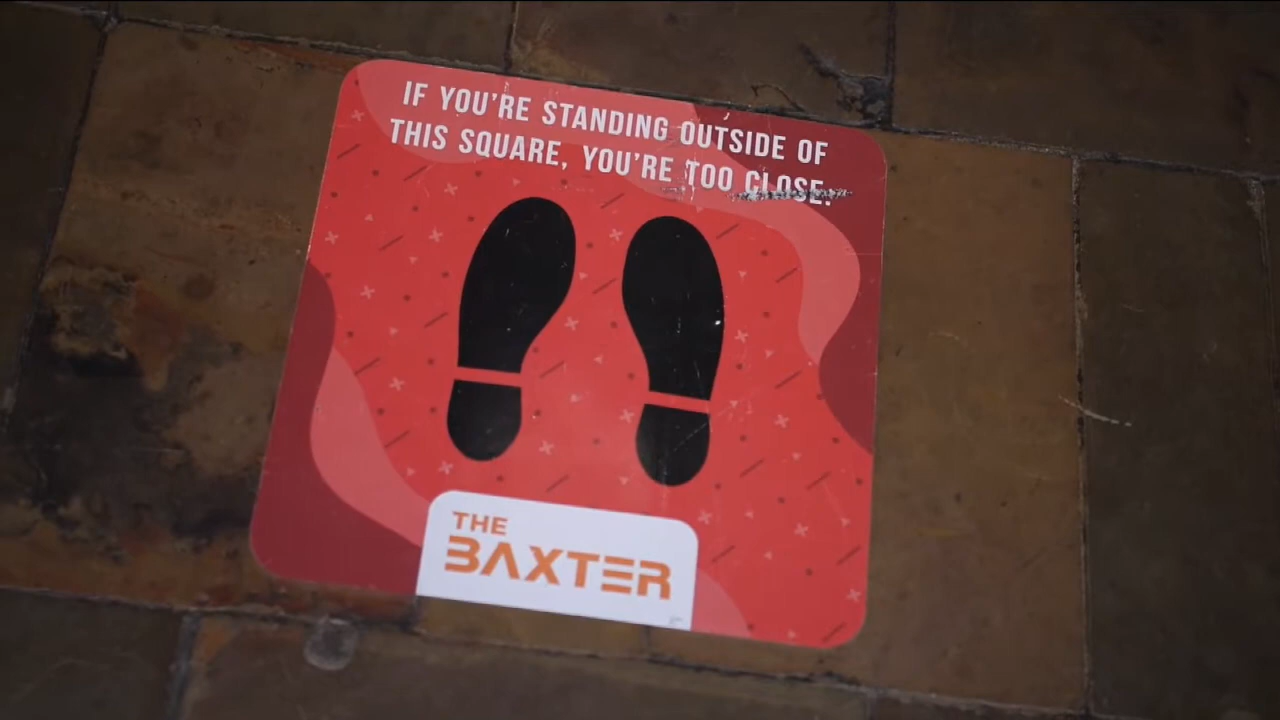 IF YOU'RE STANDING OUTSIDE OF
THIS SQUARE, YOU'RE TOO CLOSE.
THE
BAXTER